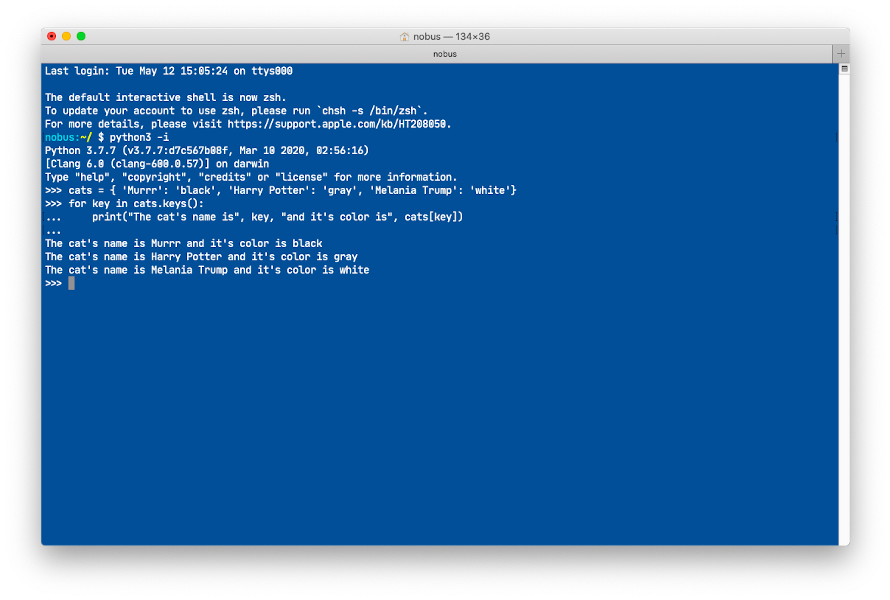 nobus — 134×36
nobus
Last login: Tue May 12 15:05:24 on ttys000
The default interactive shell is now zsh.
To update your account to use zsh, please run `chsh -s /bin/zsh`.
For more details, please visit https://support.apple.com/kb/HT208050.
nobus:~/ $ python3 -i
Python 3.7.7 (v3.7.7:d7c567b08f, Mar 10 2020, 02:56:16)
[Clang 6.0 (clang-600.0.57)] on darwin
Type "help", "copyright", "credits" or "license" for more information.
>>> cats = { 'Murrr': 'black', 'Harry Potter': 'gray', 'Melania Trump': 'white'}
>>> for key in cats.keys():
...     print("The cat's name is", key, "and it's color is", cats[key])
...
The cat's name is Murrr and it's color is black
The cat's name is Harry Potter and it's color is gray
The cat's name is Melania Trump and it's color is white
>>>